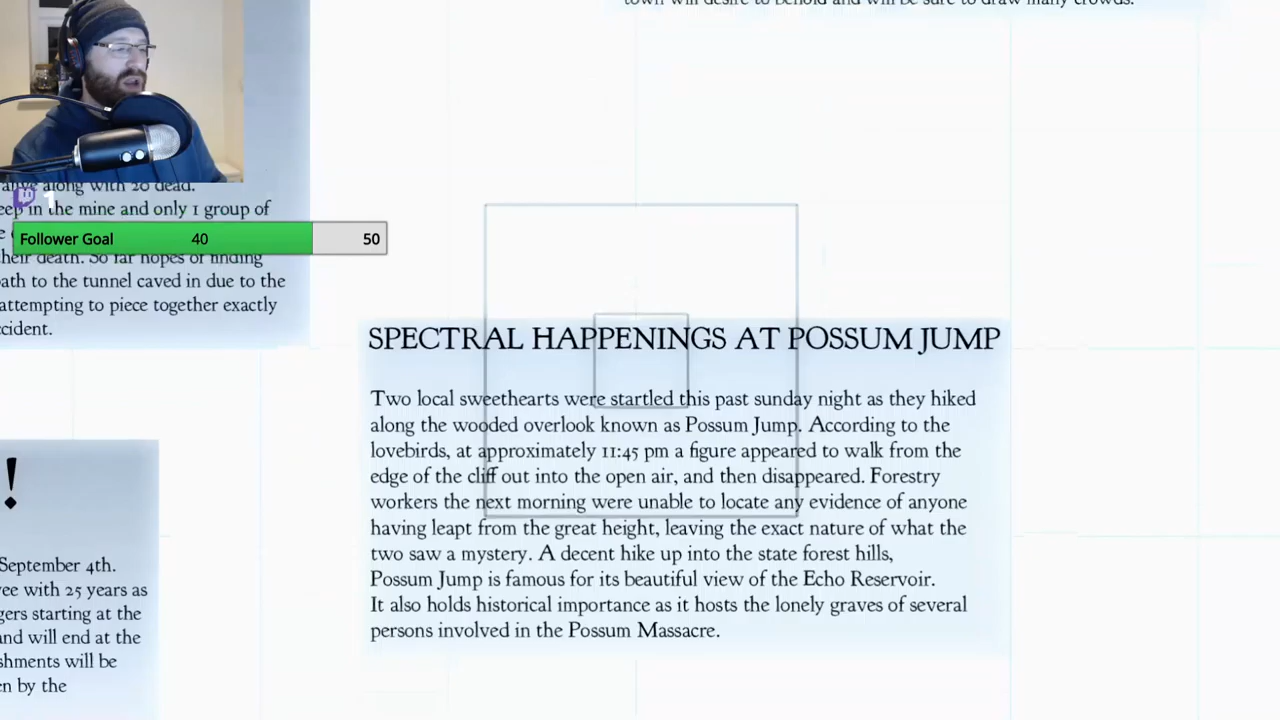 town will desire to behold and will be sure to draw many crowds.
along with 20 dead.
in the mine and only 1 group of
Follower Goal 40 50
their death. So far hopes of finding
path to the tunnel caved in due to the
attempting to piece together exactly
1
SPECTRAL HAPPENINGS AT POSSUM JUMP
Two local sweethearts were startled this past sunday night as they hiked
along the wooded overlook known as Possum Jump. According to the
lovebirds, at approximately 11:45 pm a figure appeared to walk from the
edge of the cliff out into the open air, and then disappeared. Forestry
workers the next morning were unable to locate any evidence of anyone
having leapt from the great height, leaving the exact nature of what the
two saw a mystery. A decent hike up into the state forest hills,
Possum Jump is famous for its beautiful view of the Echo Reservoir.
It also holds historical importance as it hosts the lonely graves of several
persons involved in the Possum Massacre.
!
September 4th.
with 25 years as
starting at the
and will end at the
will be
by the